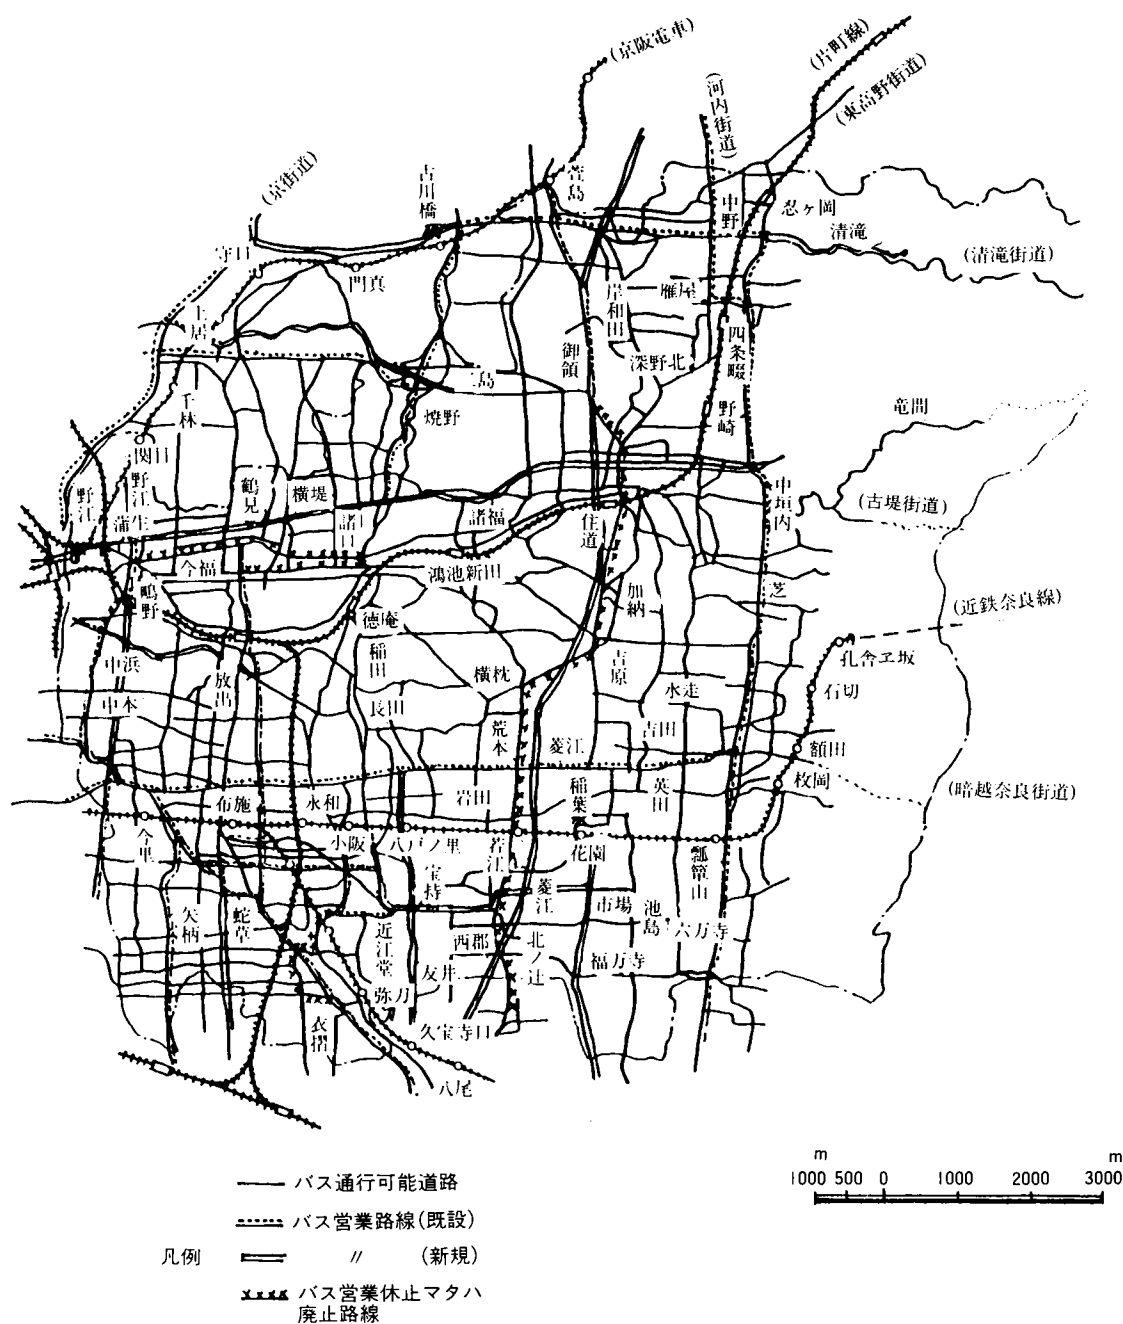 (京阪電車)
(片町線)
(東高野街道)
(河内街道)
(京街道)
古川橋
萱島
中野
忍ヶ岡
清滝
(清滝街道)
守口
門真
岸和田
雁屋
土居
御領
深野北
四条畷
三島
千林
焼野
野崎
竜間
関目
野江
野江
鶴見
横堤
中垣内
(古堤街道)
蒲生
諸口
諸福
住道
今福
鴻池新田
鴫野
加納
芝
(近鉄奈良線)
徳庵
中浜
放出
稲田
横枕
吉原
孔舎ヱ坂
中本
長田
水走
石切
荒本
菱江
吉田
額田
枚岡
布施
永和
岩田
稲葉
英田
(暗越奈良街道)
今里
小阪
八戸ノ里
若江
花園
瓢箪山
宝持
菱江
市場
池島
矢柄
蛇草
近江堂
西郡
北ノ辻
六万寺
友井
福万寺
弥刀
衣摺
久宝寺口
八尾
バス通行可能道路
バス営業路線(既設)
凡例 〃 (新規)
バス営業休止マタハ
廃止路線
m m
1000 500 0 1000 2000 3000